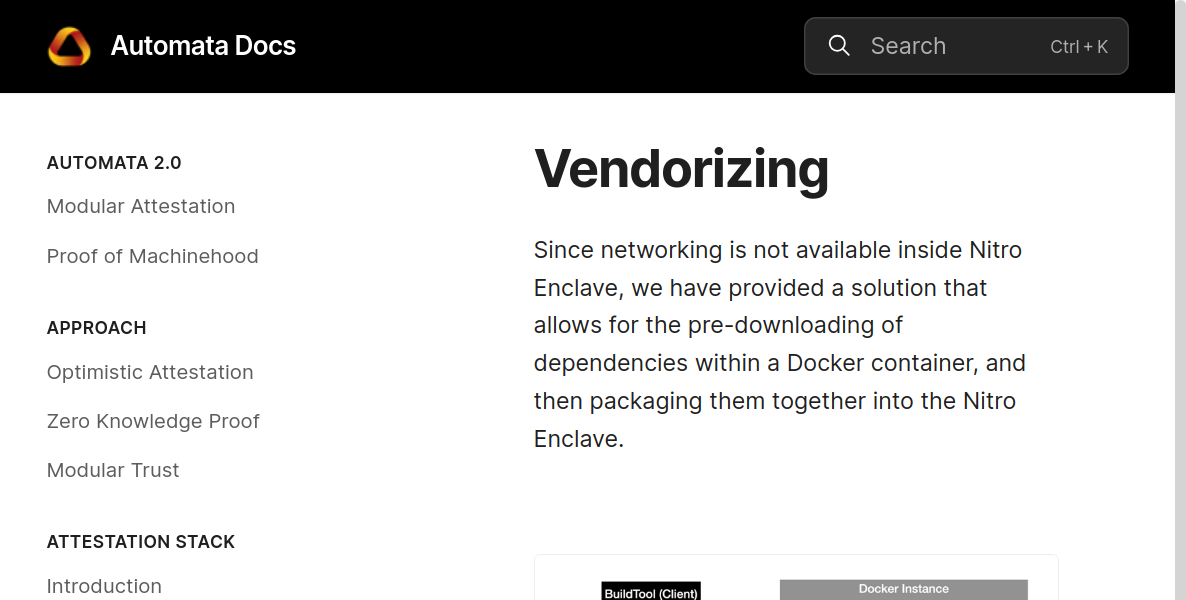 Automata Docs
Search Ctrl + K
AUTOMATA 2.0
Modular Attestation
Proof of Machinehood
APPROACH
Optimistic Attestation
Zero Knowledge Proof
Modular Trust
ATTESTATION STACK
Introduction
Vendorizing
Since networking is not available inside Nitro
Enclave, we have provided a solution that
allows for the pre-downloading of
dependencies within a Docker container, and
then packaging them together into the Nitro
Enclave.
BuildTool (Client)
Docker Instance